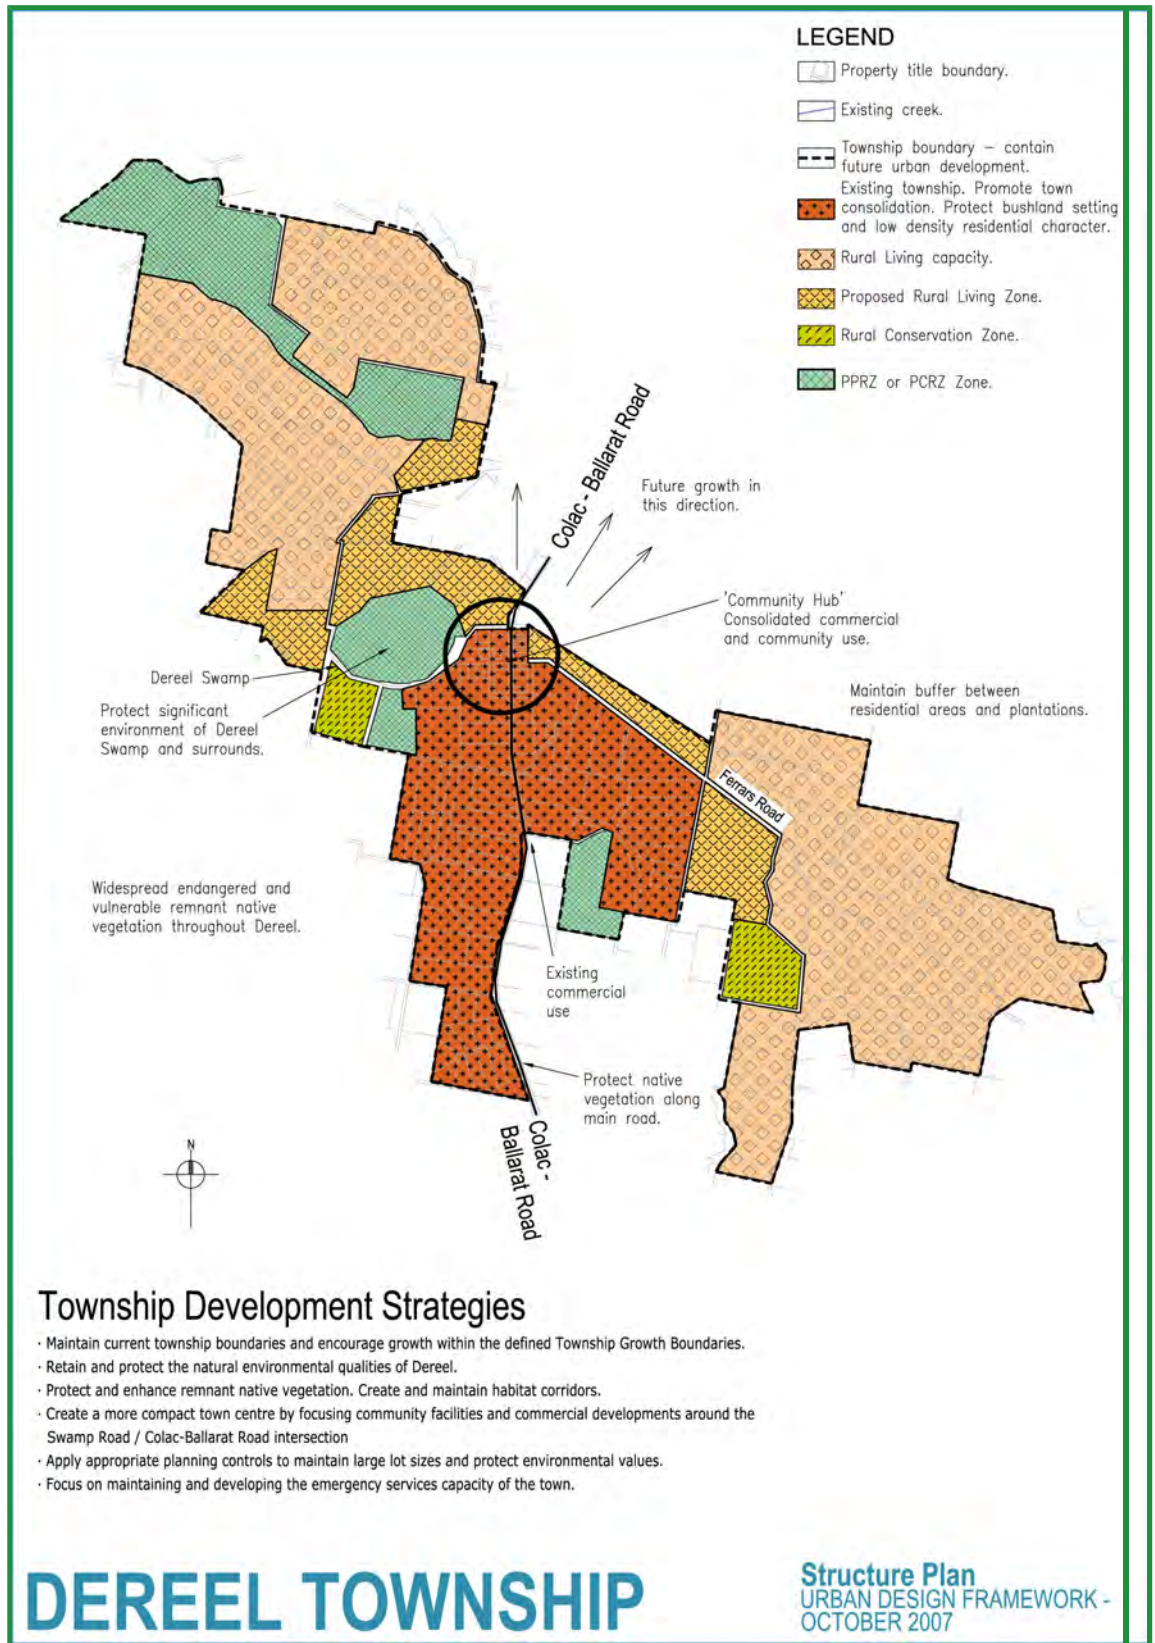 LEGEND
Property title boundary.
Existing creek.
Township boundary – contain
future urban development.
Existing township. Promote town
consolidation. Protect bushland setting
and low density residential character.
Rural Living capacity.
Proposed Rural Living Zone.
Rural Conservation Zone.
PPRZ or PCRZ Zone.
Colac - Ballarat Road
Future growth in
this direction.
'Community Hub'
Consolidated commercial
and community use.
Dereel Swamp
Protect significant
environment of Dereel
Swamp and surrounds.
Maintain buffer between
residential areas and plantations.
Ferrars Road
Widespread endangered and
vulnerable remnant native
vegetation throughout Dereel.
Existing
commercial
use
Protect native
vegetation along
main road.
Colac -
Ballarat Road
N
Township Development Strategies
· Maintain current township boundaries and encourage growth within the defined Township Growth Boundaries.
· Retain and protect the natural environmental qualities of Dereel.
· Protect and enhance remnant native vegetation. Create and maintain habitat corridors.
· Create a more compact town centre by focusing community facilities and commercial developments around the
Swamp Road / Colac-Ballarat Road intersection
· Apply appropriate planning controls to maintain large lot sizes and protect environmental values.
· Focus on maintaining and developing the emergency services capacity of the town.
DEREEL TOWNSHIP
Structure Plan
URBAN DESIGN FRAMEWORK -
OCTOBER 2007